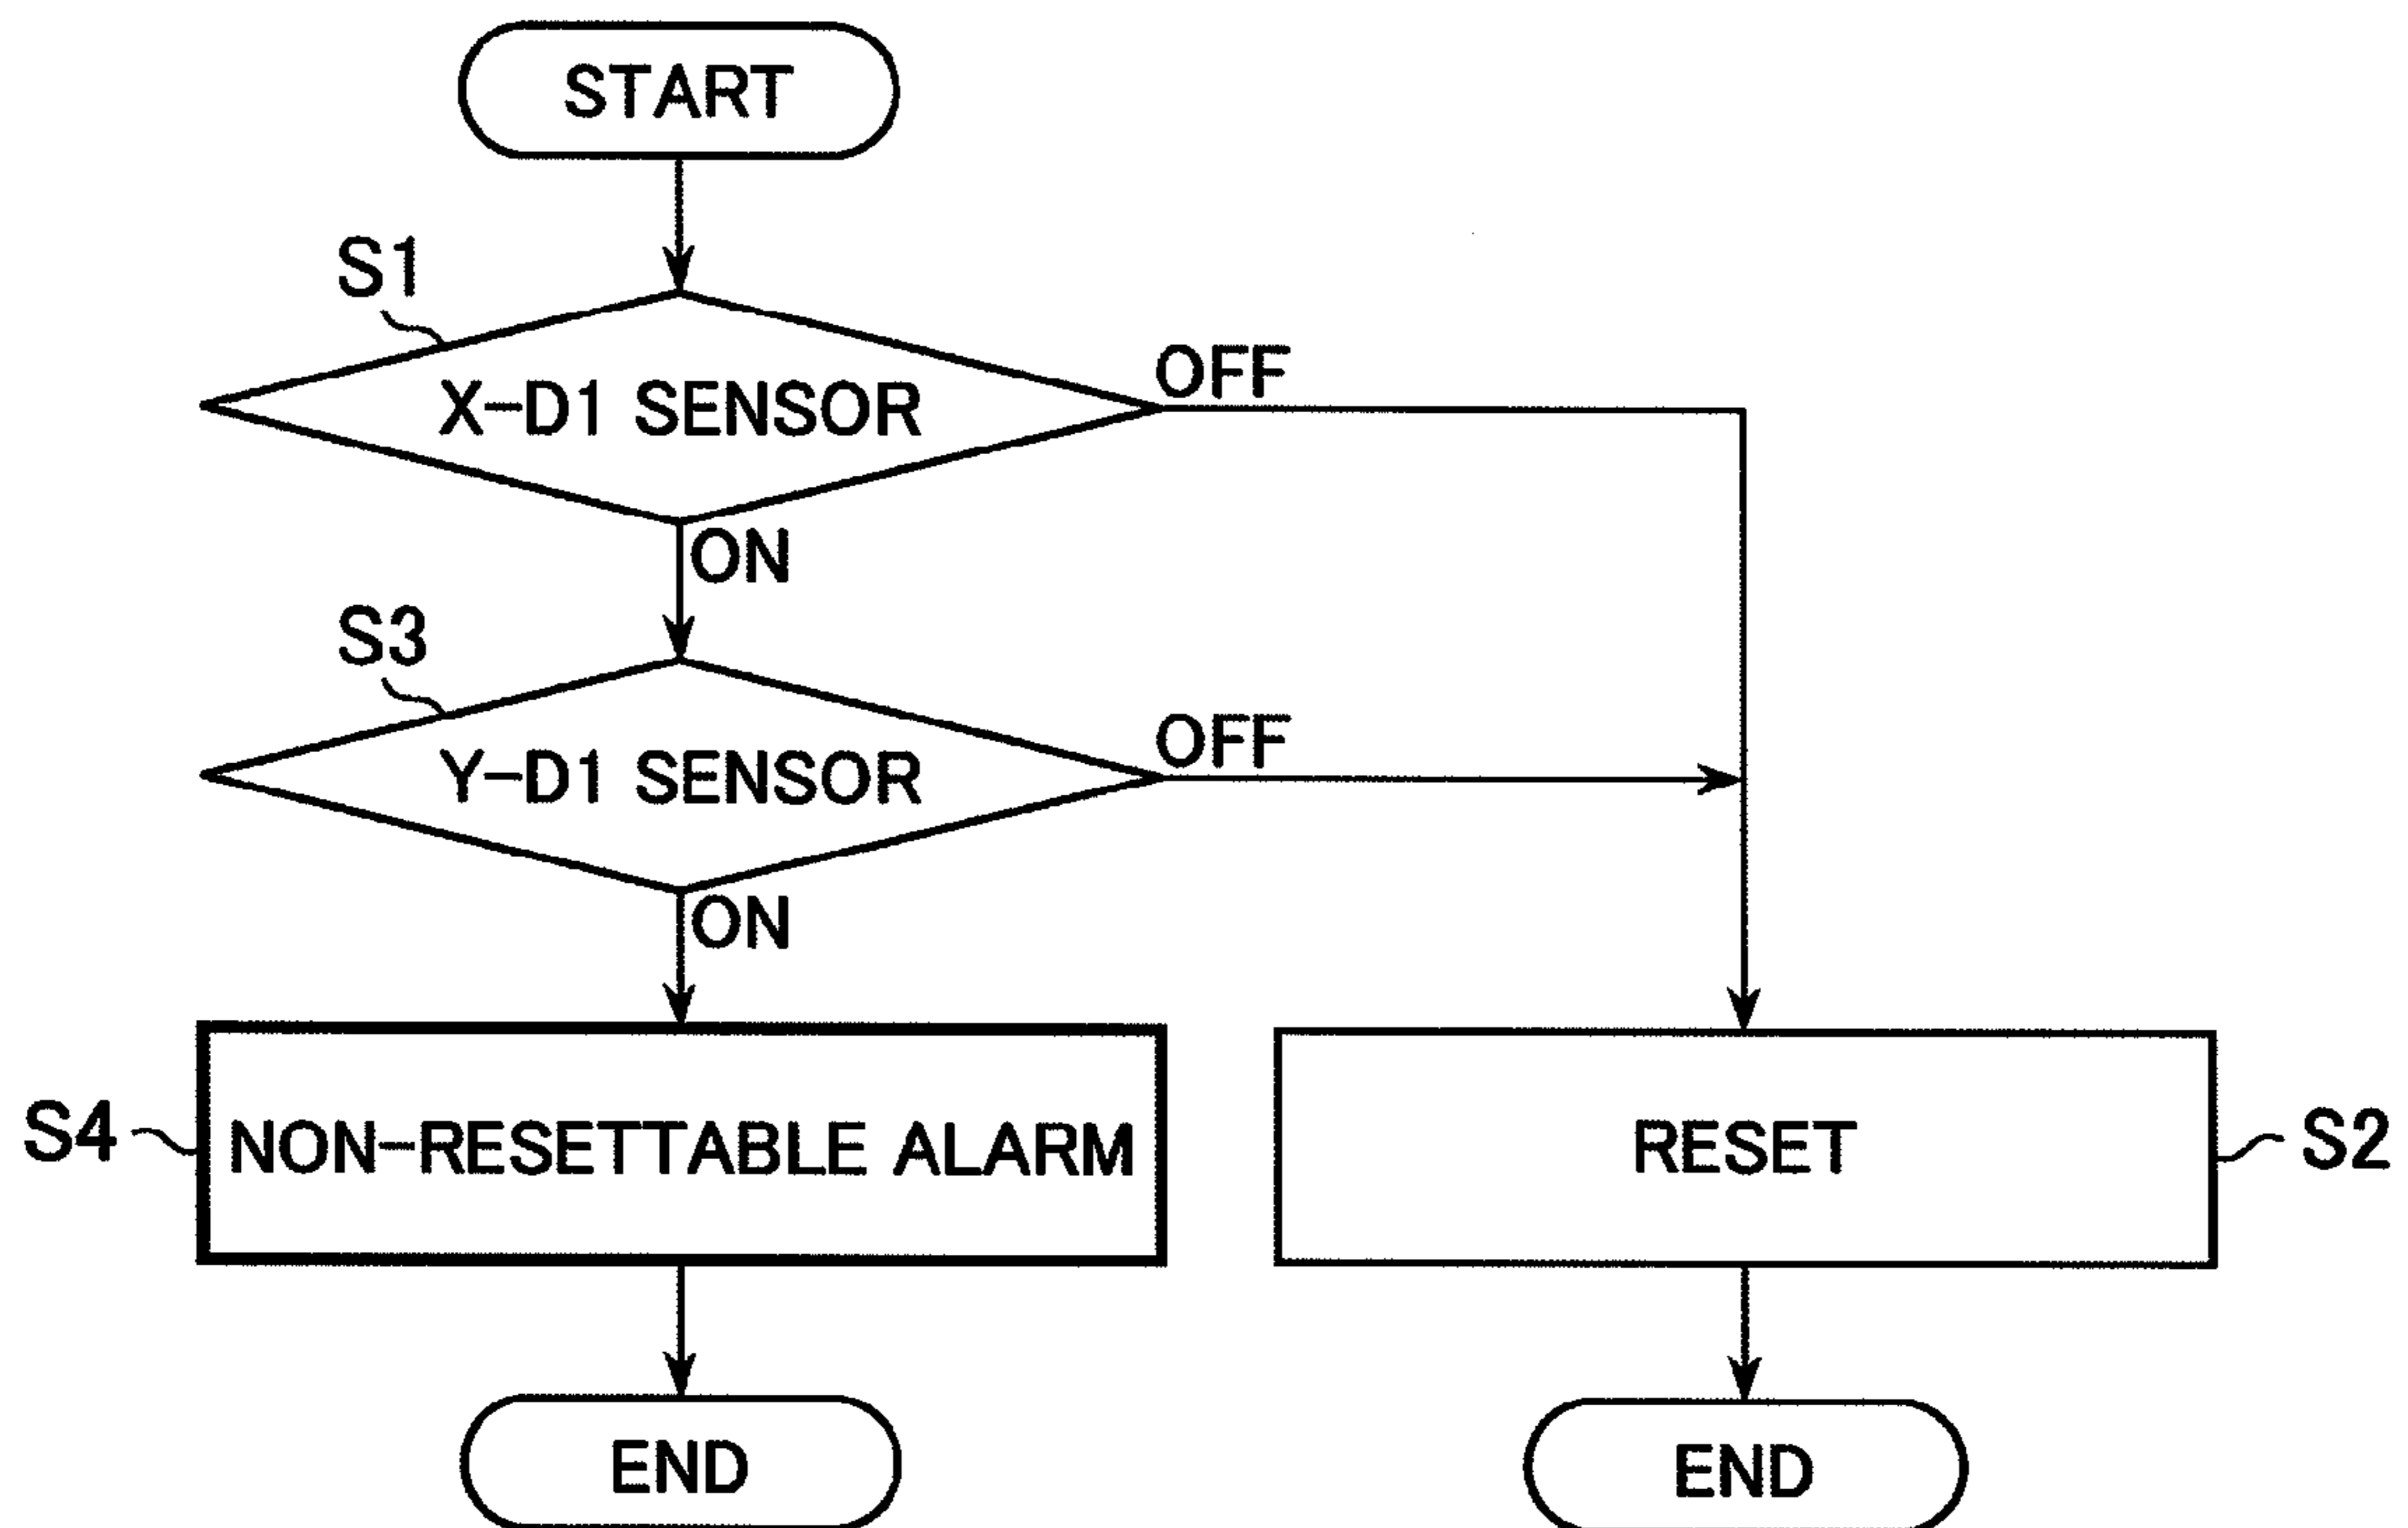 START
S1
X-D1 SENSOR
OFF
ON
S3
Y-D1 SENSOR
OFF
ON
S4
NON-RESETTABLE ALARM
RESET
S2
END
END